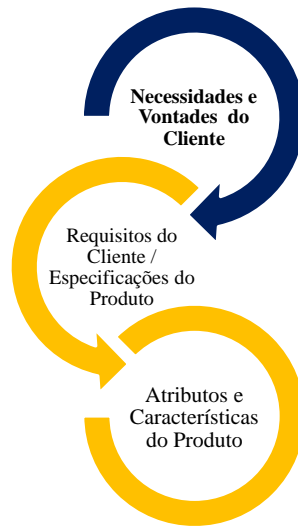 Necessidades e
Vontades do
Cliente
Requisitos do
Cliente /
Especificações do
Produto
Atributos e
Características
do Produto